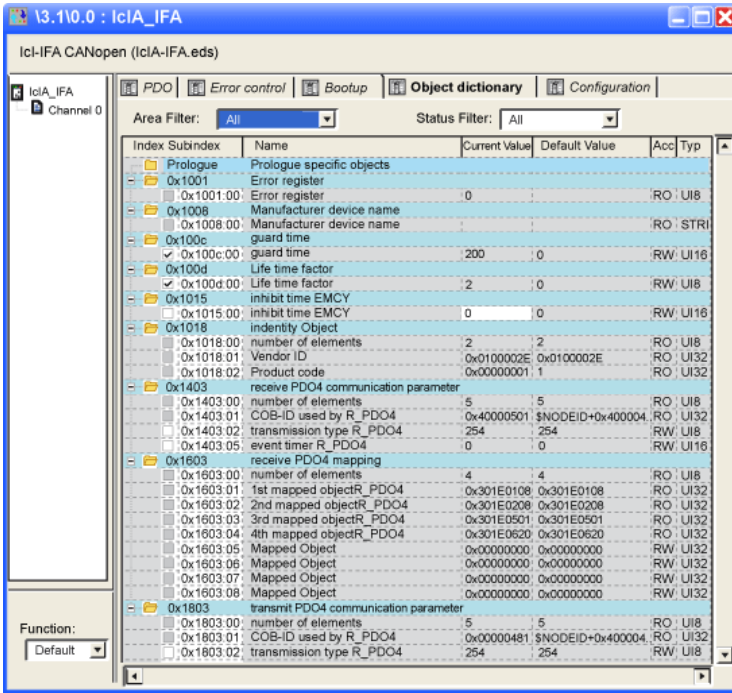 \3.1\0.0 : IcIA_IFA
IcI-IFA CANopen (IcIA-IFA.eds)
IcIA_IFA
Channel 0
PDO Error control Bootup Object dictionary Configuration
Area Filter: All Status Filter: All
Index Subindex Name Current Value Default Value Acc Typ
Prologue Prologue specific objects
0x1001 Error register
0x1001:00 Error register 0 RO UI8
0x1008 Manufacturer device name
0x1008:00 Manufacturer device name RO STRI
0x100c guard time
0x100c:00 guard time 200 0 RW UI16
0x100d Life time factor
0x100d:00 Life time factor 2 0 RW UI8
0x1015 inhibit time EMCY
0x1015:00 inhibit time EMCY 0 0 RW UI16
0x1018 indentity Object
0x1018:00 number of elements 2 2 RO UI8
0x1018:01 Vendor ID 0x0100002E 0x0100002E RO UI32
0x1018:02 Product code 0x00000001 1 RO UI32
0x1403 receive PDO4 communication parameter
0x1403:00 number of elements 5 5 RO UI8
0x1403:01 COB-ID used by R_PDO4 0x40000501 $NODEID+0x400004. RO UI32
0x1403:02 transmission type R_PDO4 254 254 RW UI8
0x1403:05 event timer R_PDO4 0 0 RW UI16
0x1603 receive PDO4 mapping
0x1603:00 number of elements 4 4 RO UI8
0x1603:01 1st mapped objectR_PDO4 0x301E0108 0x301E0108 RO UI32
0x1603:02 2nd mapped objectR_PDO4 0x301E0208 0x301E0208 RO UI32
0x1603:03 3rd mapped objectR_PDO4 0x301E0501 0x301E0501 RO UI32
0x1603:04 4th mapped objectR_PDO4 0x301E0620 0x301E0620 RO UI32
0x1603:05 Mapped Object 0x00000000 0x00000000 RW UI32
0x1603:06 Mapped Object 0x00000000 0x00000000 RW UI32
0x1603:07 Mapped Object 0x00000000 0x00000000 RW UI32
0x1603:08 Mapped Object 0x00000000 0x00000000 RW UI32
0x1803 transmit PDO4 communication parameter
0x1803:00 number of elements 5 5 RO UI8
0x1803:01 COB-ID used by R_PDO4 0x00000481 $NODEID+0x400004. RO UI32
0x1803:02 transmission type R_PDO4 254 254 RW UI8
Function:
Default